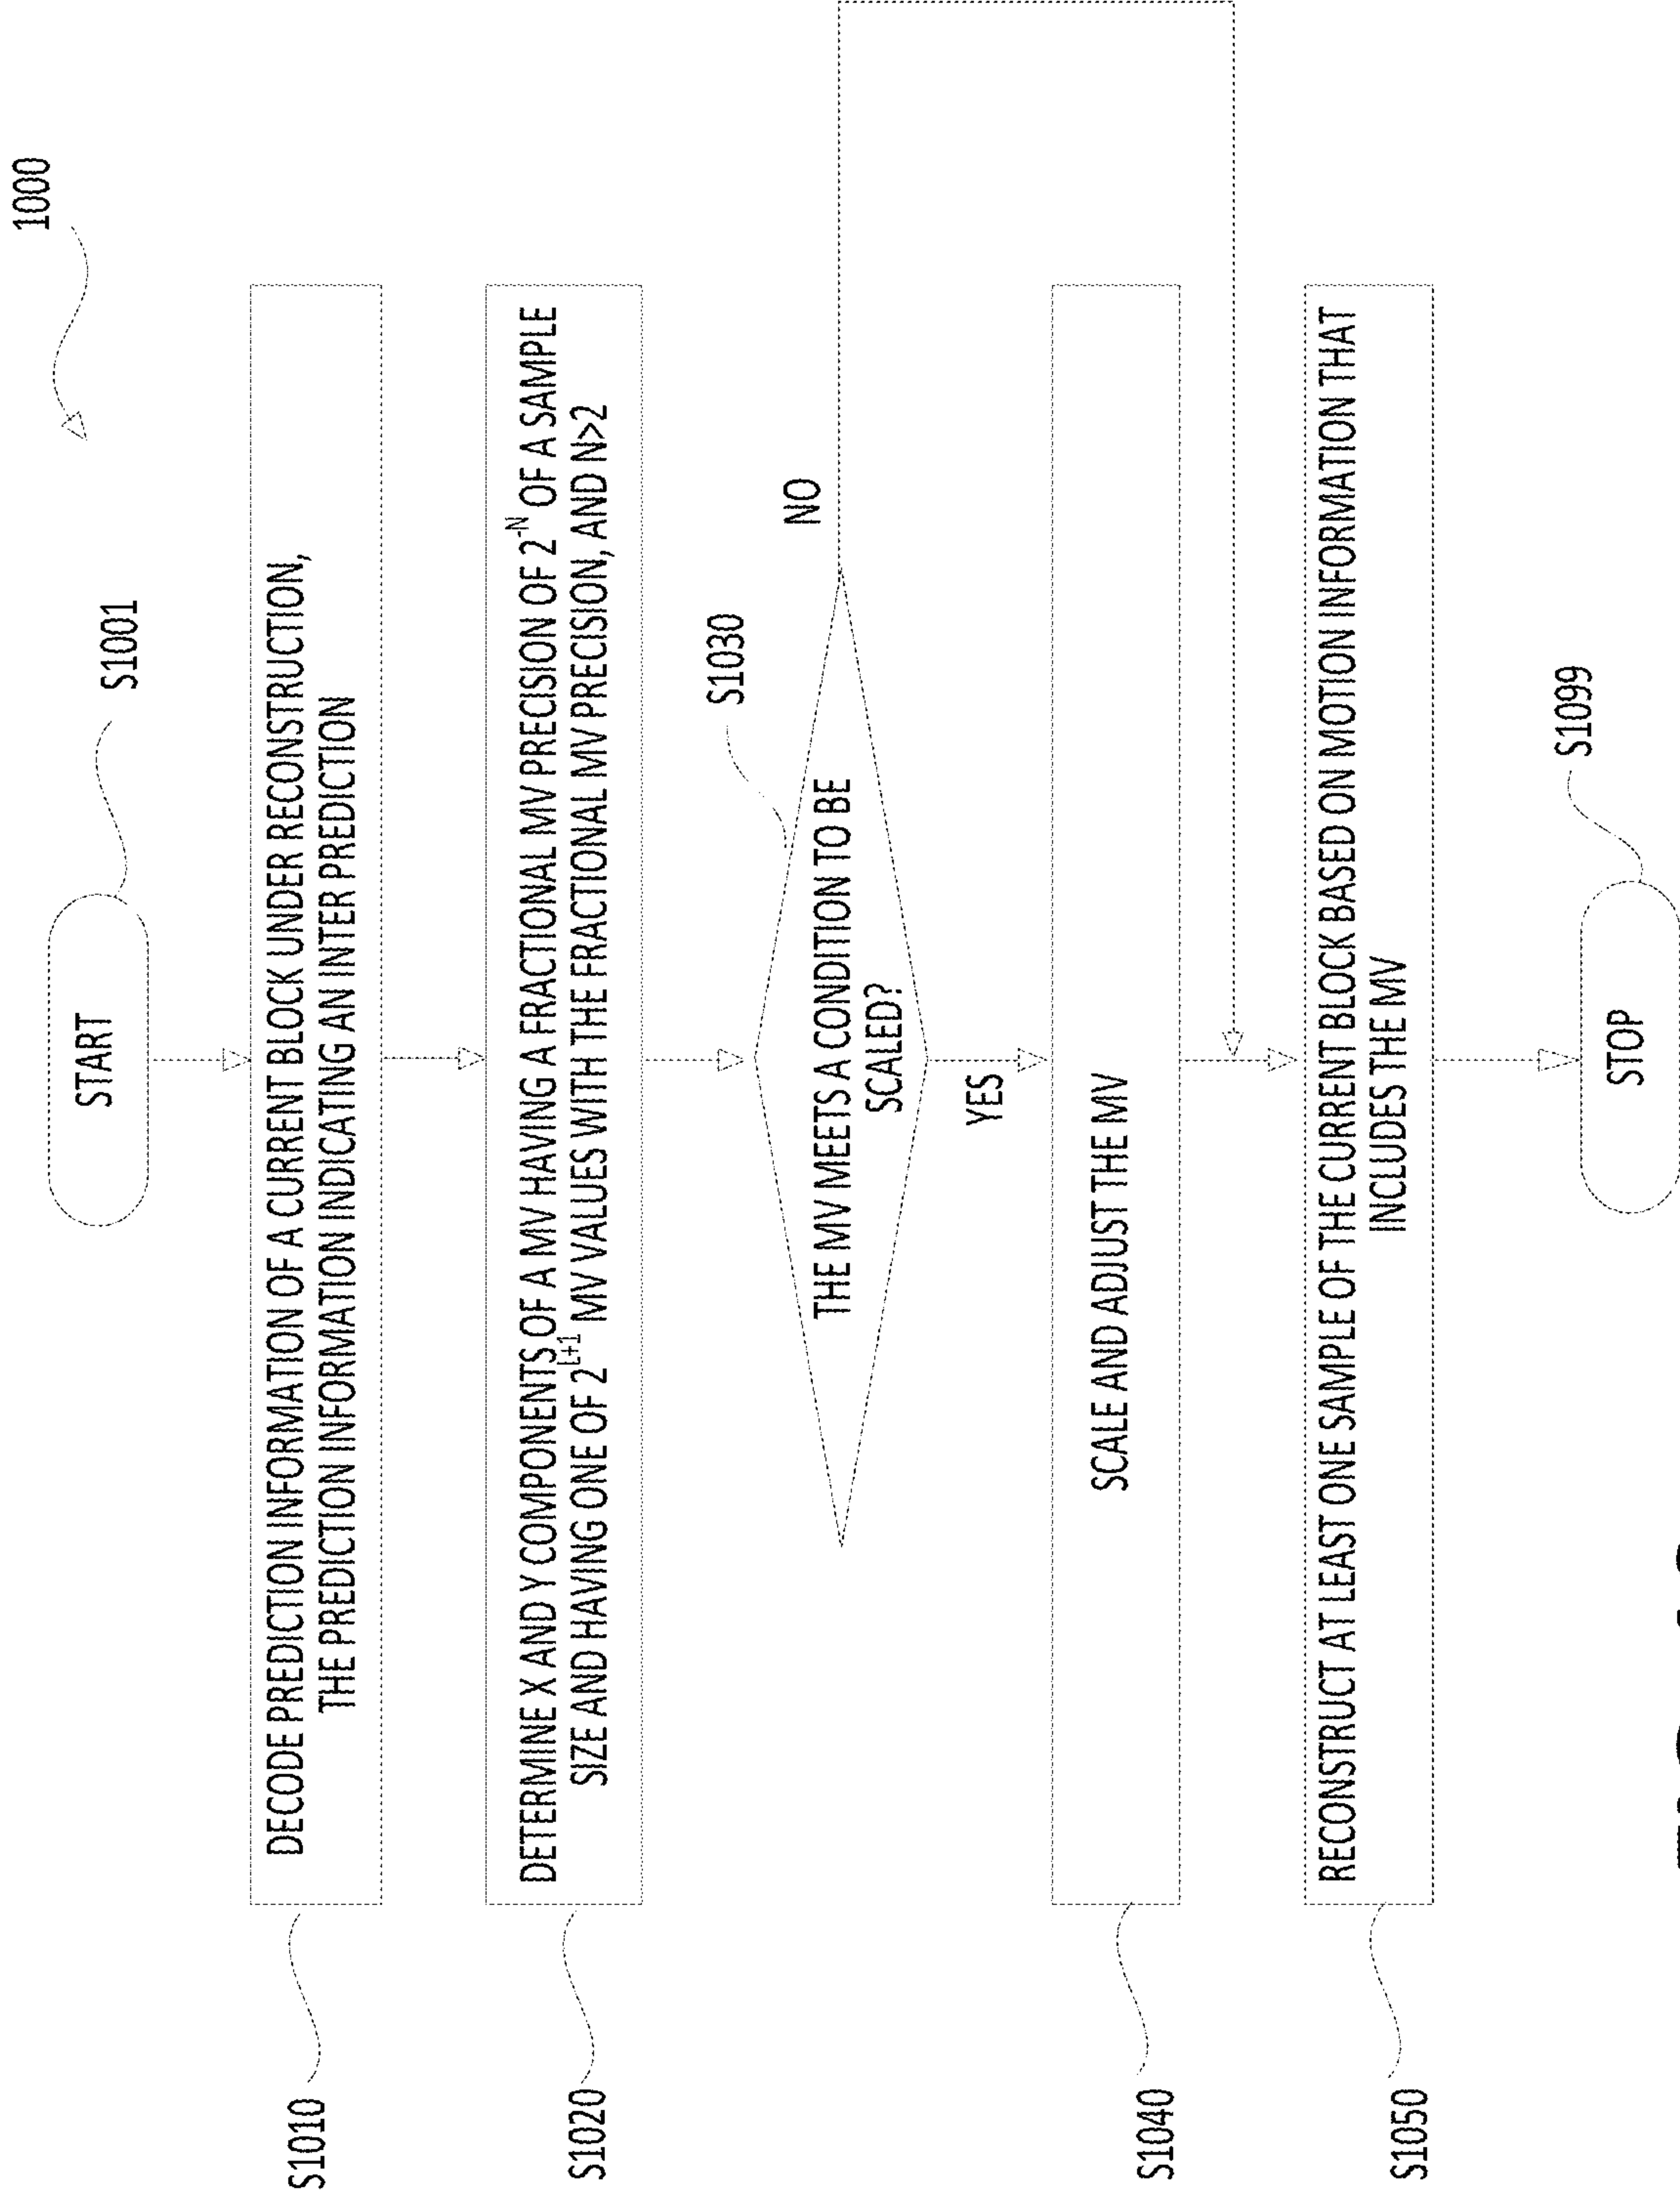 1000
START
S1001
S1010
DECODE PREDICTION INFORMATION OF A CURRENT BLOCK UNDER RECONSTRUCTION,
THE PREDICTION INFORMATION INDICATING AN INTER PREDICTION
S1020
DETERMINE X AND Y COMPONENTS OF A MV HAVING A FRACTIONAL MV PRECISION OF 2^-N OF A SAMPLE
SIZE AND HAVING ONE OF 2^L+1 MV VALUES WITH THE FRACTIONAL MV PRECISION, AND N>2
S1030
THE MV MEETS A CONDITION TO BE
SCALED?
NO
YES
S1040
SCALE AND ADJUST THE MV
S1050
RECONSTRUCT AT LEAST ONE SAMPLE OF THE CURRENT BLOCK BASED ON MOTION INFORMATION THAT
INCLUDES THE MV
S1099
STOP